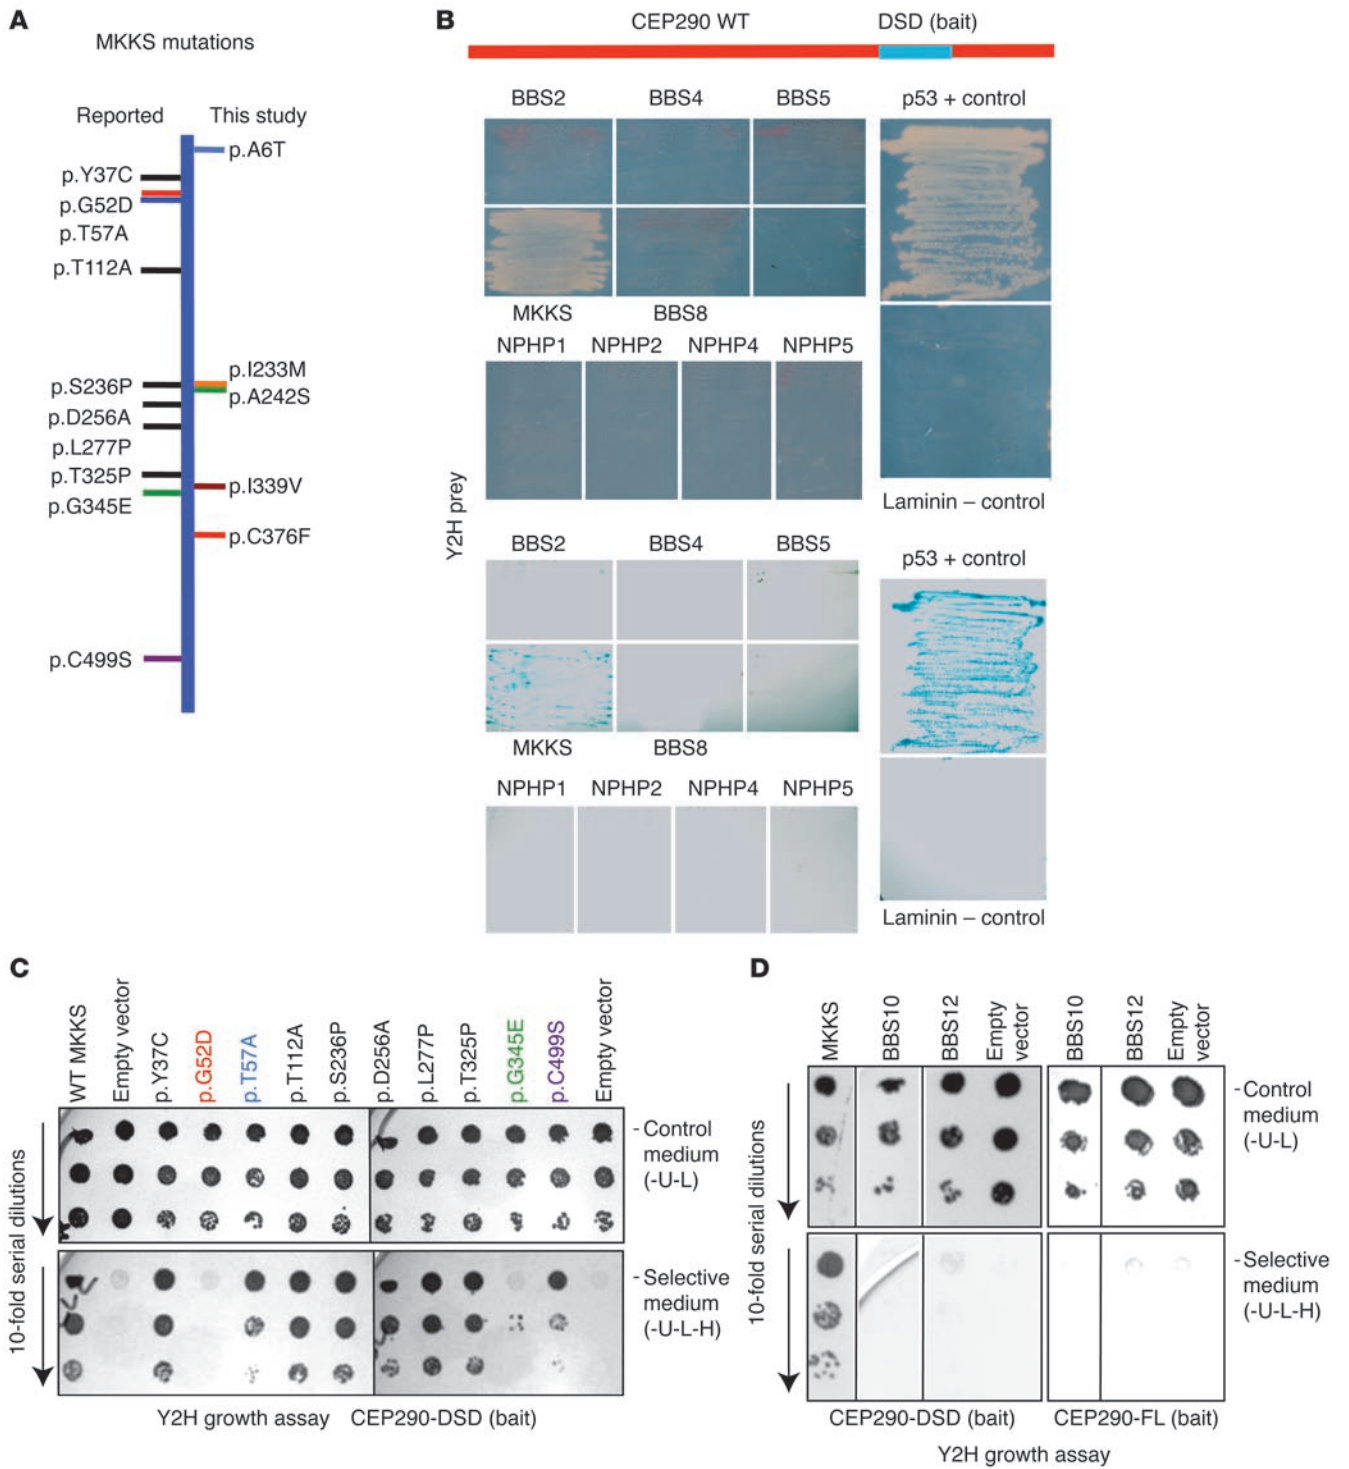 A
MKKS mutations
Reported This study
p.A6T
p.Y37C
p.G52D
p.T57A
p.T112A
p.I233M
p.S236P
p.A242S
p.D256A
p.L277P
p.T325P
p.I339V
p.G345E
p.C376F
p.C499S
B
CEP290 WT DSD (bait)
BBS2 BBS4 BBS5 p53 + control
MKKS BBS8
NPHP1 NPHP2 NPHP4 NPHP5
Laminin – control
Y2H prey
BBS2 BBS4 BBS5 p53 + control
MKKS BBS8
NPHP1 NPHP2 NPHP4 NPHP5
Laminin – control
C
WT MKKS
Empty vector
p.Y37C
p.G52D
p.T57A
p.T112A
p.S236P
p.D256A
p.L277P
p.T325P
p.G345E
p.C499S
Empty vector
10-fold serial dilutions
- Control
medium
(-U-L)
- Selective
medium
(-U-L-H)
Y2H growth assay CEP290-DSD (bait)
D
MKKS
BBS10
BBS12
Empty
vector
BBS10
BBS12
Empty
vector
10-fold serial dilutions
- Control
medium
(-U-L)
- Selective
medium
(-U-L-H)
CEP290-DSD (bait) CEP290-FL (bait)
Y2H growth assay